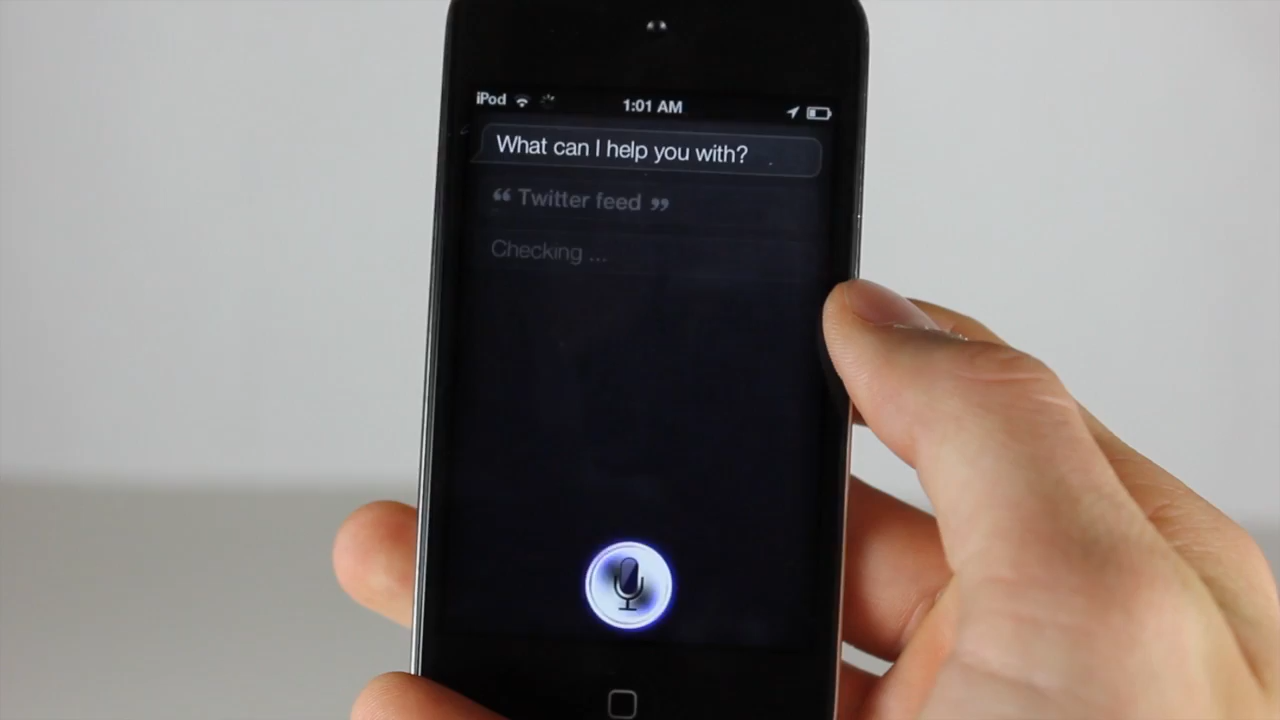 iPod 1:01 AM
What can I help you with?
“ Twitter feed ”
Checking ...